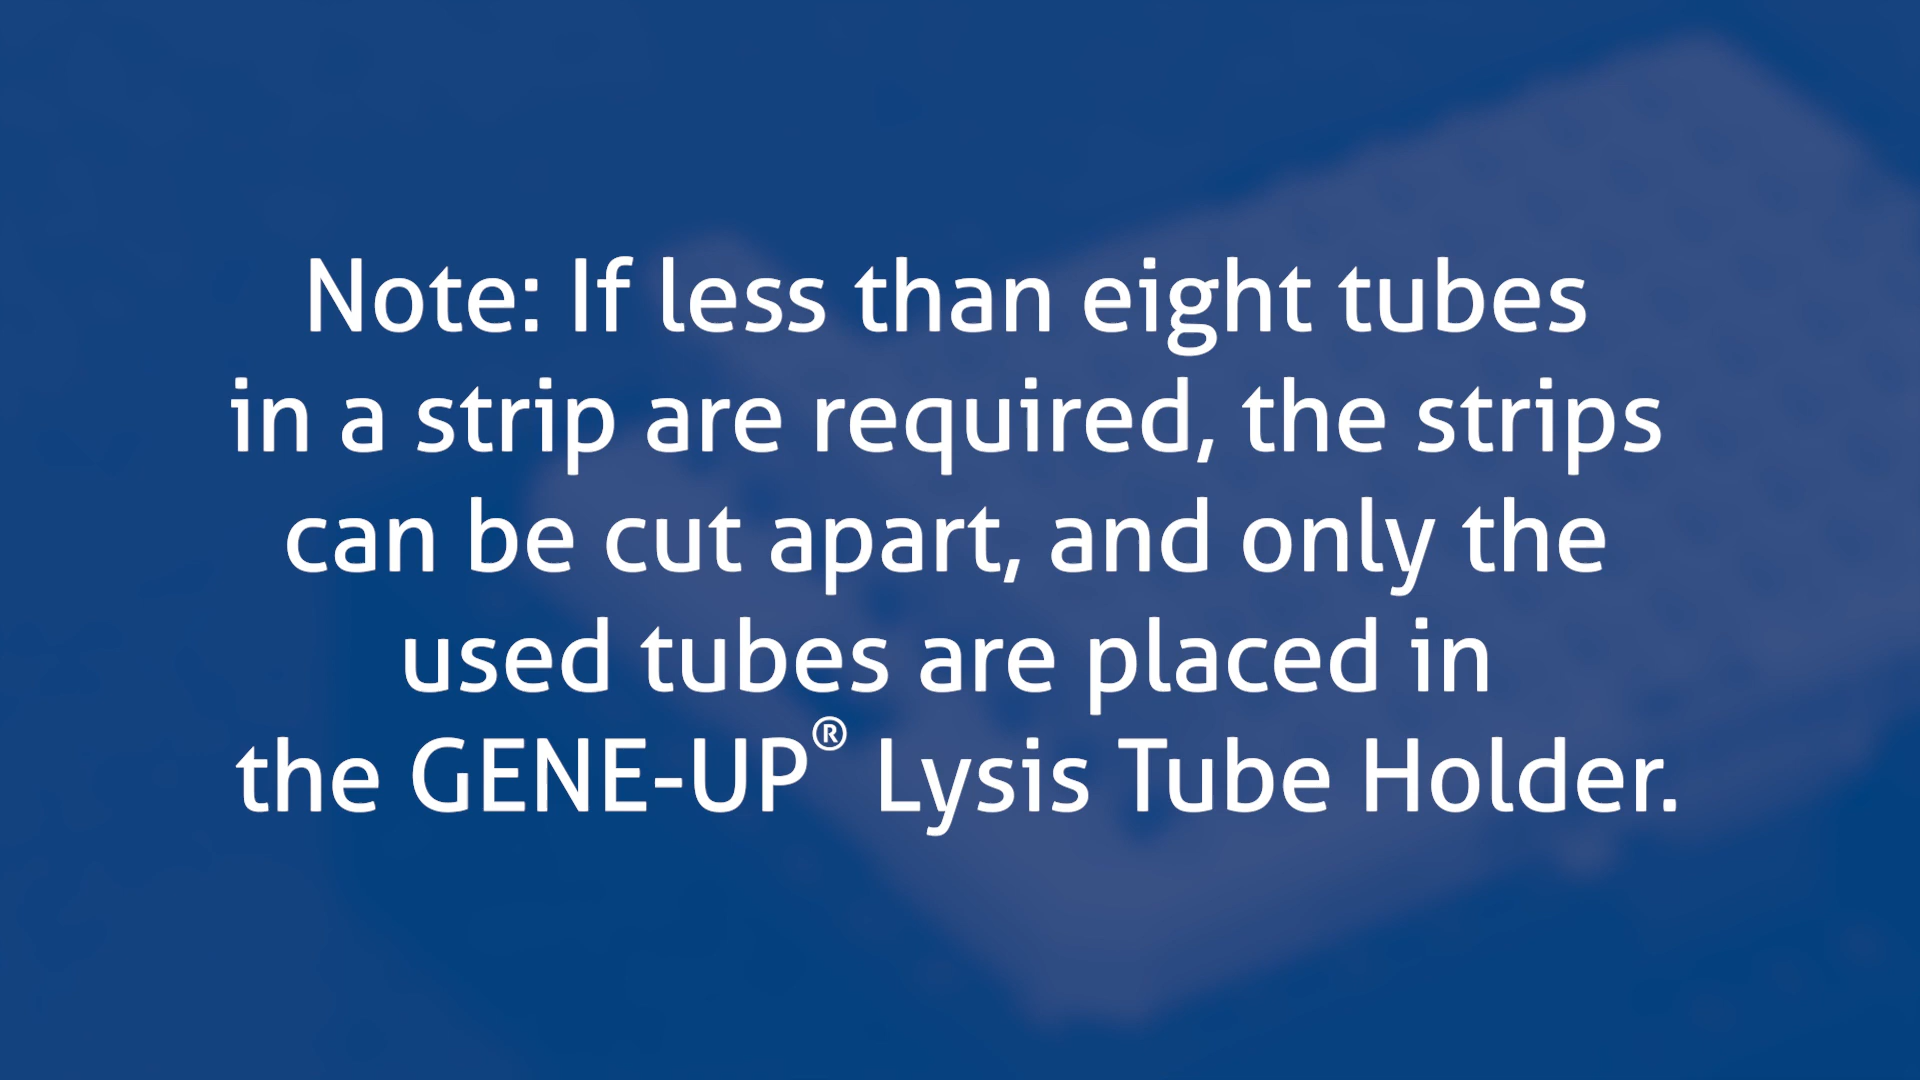 Note: If less than eight tubes
in a strip are required, the strips
can be cut apart, and only the
used tubes are placed in
the GENE-UP® Lysis Tube Holder.